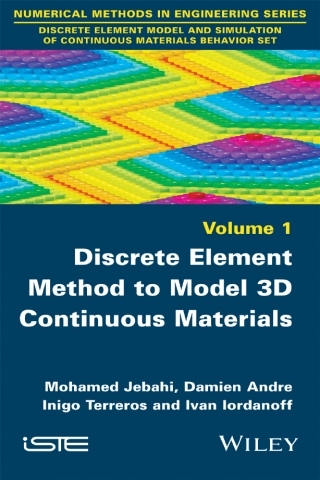 NUMERICAL METHODS IN ENGINEERING SERIES
DISCRETE ELEMENT MODEL AND SIMULATION
OF CONTINUOUS MATERIALS BEHAVIOR SET
Volume 1
Discrete Element
Method to Model 3D
Continuous Materials
Mohamed Jebahi, Damien Andre
Inigo Terreros and Ivan Iordanoff
iSTE
WILEY